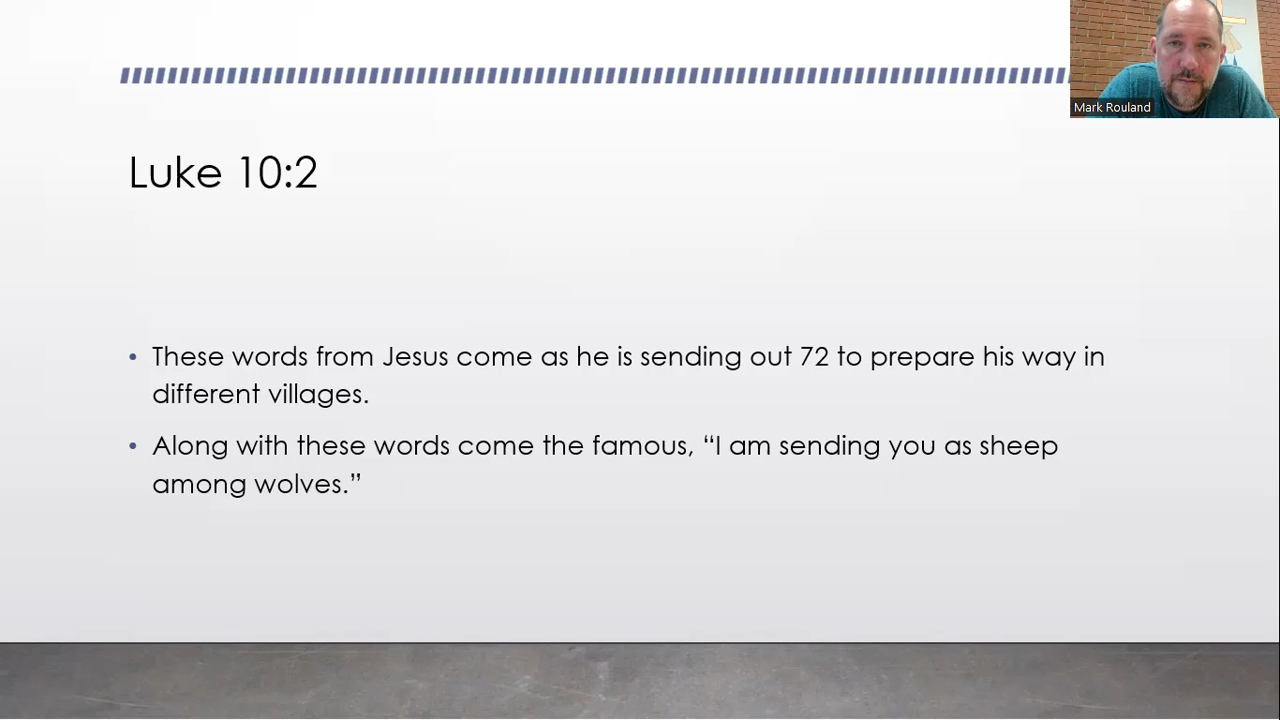 Mark Rouland
Luke 10:2
• These words from Jesus come as he is sending out 72 to prepare his way in
different villages.
• Along with these words come the famous, “I am sending you as sheep
among wolves.”